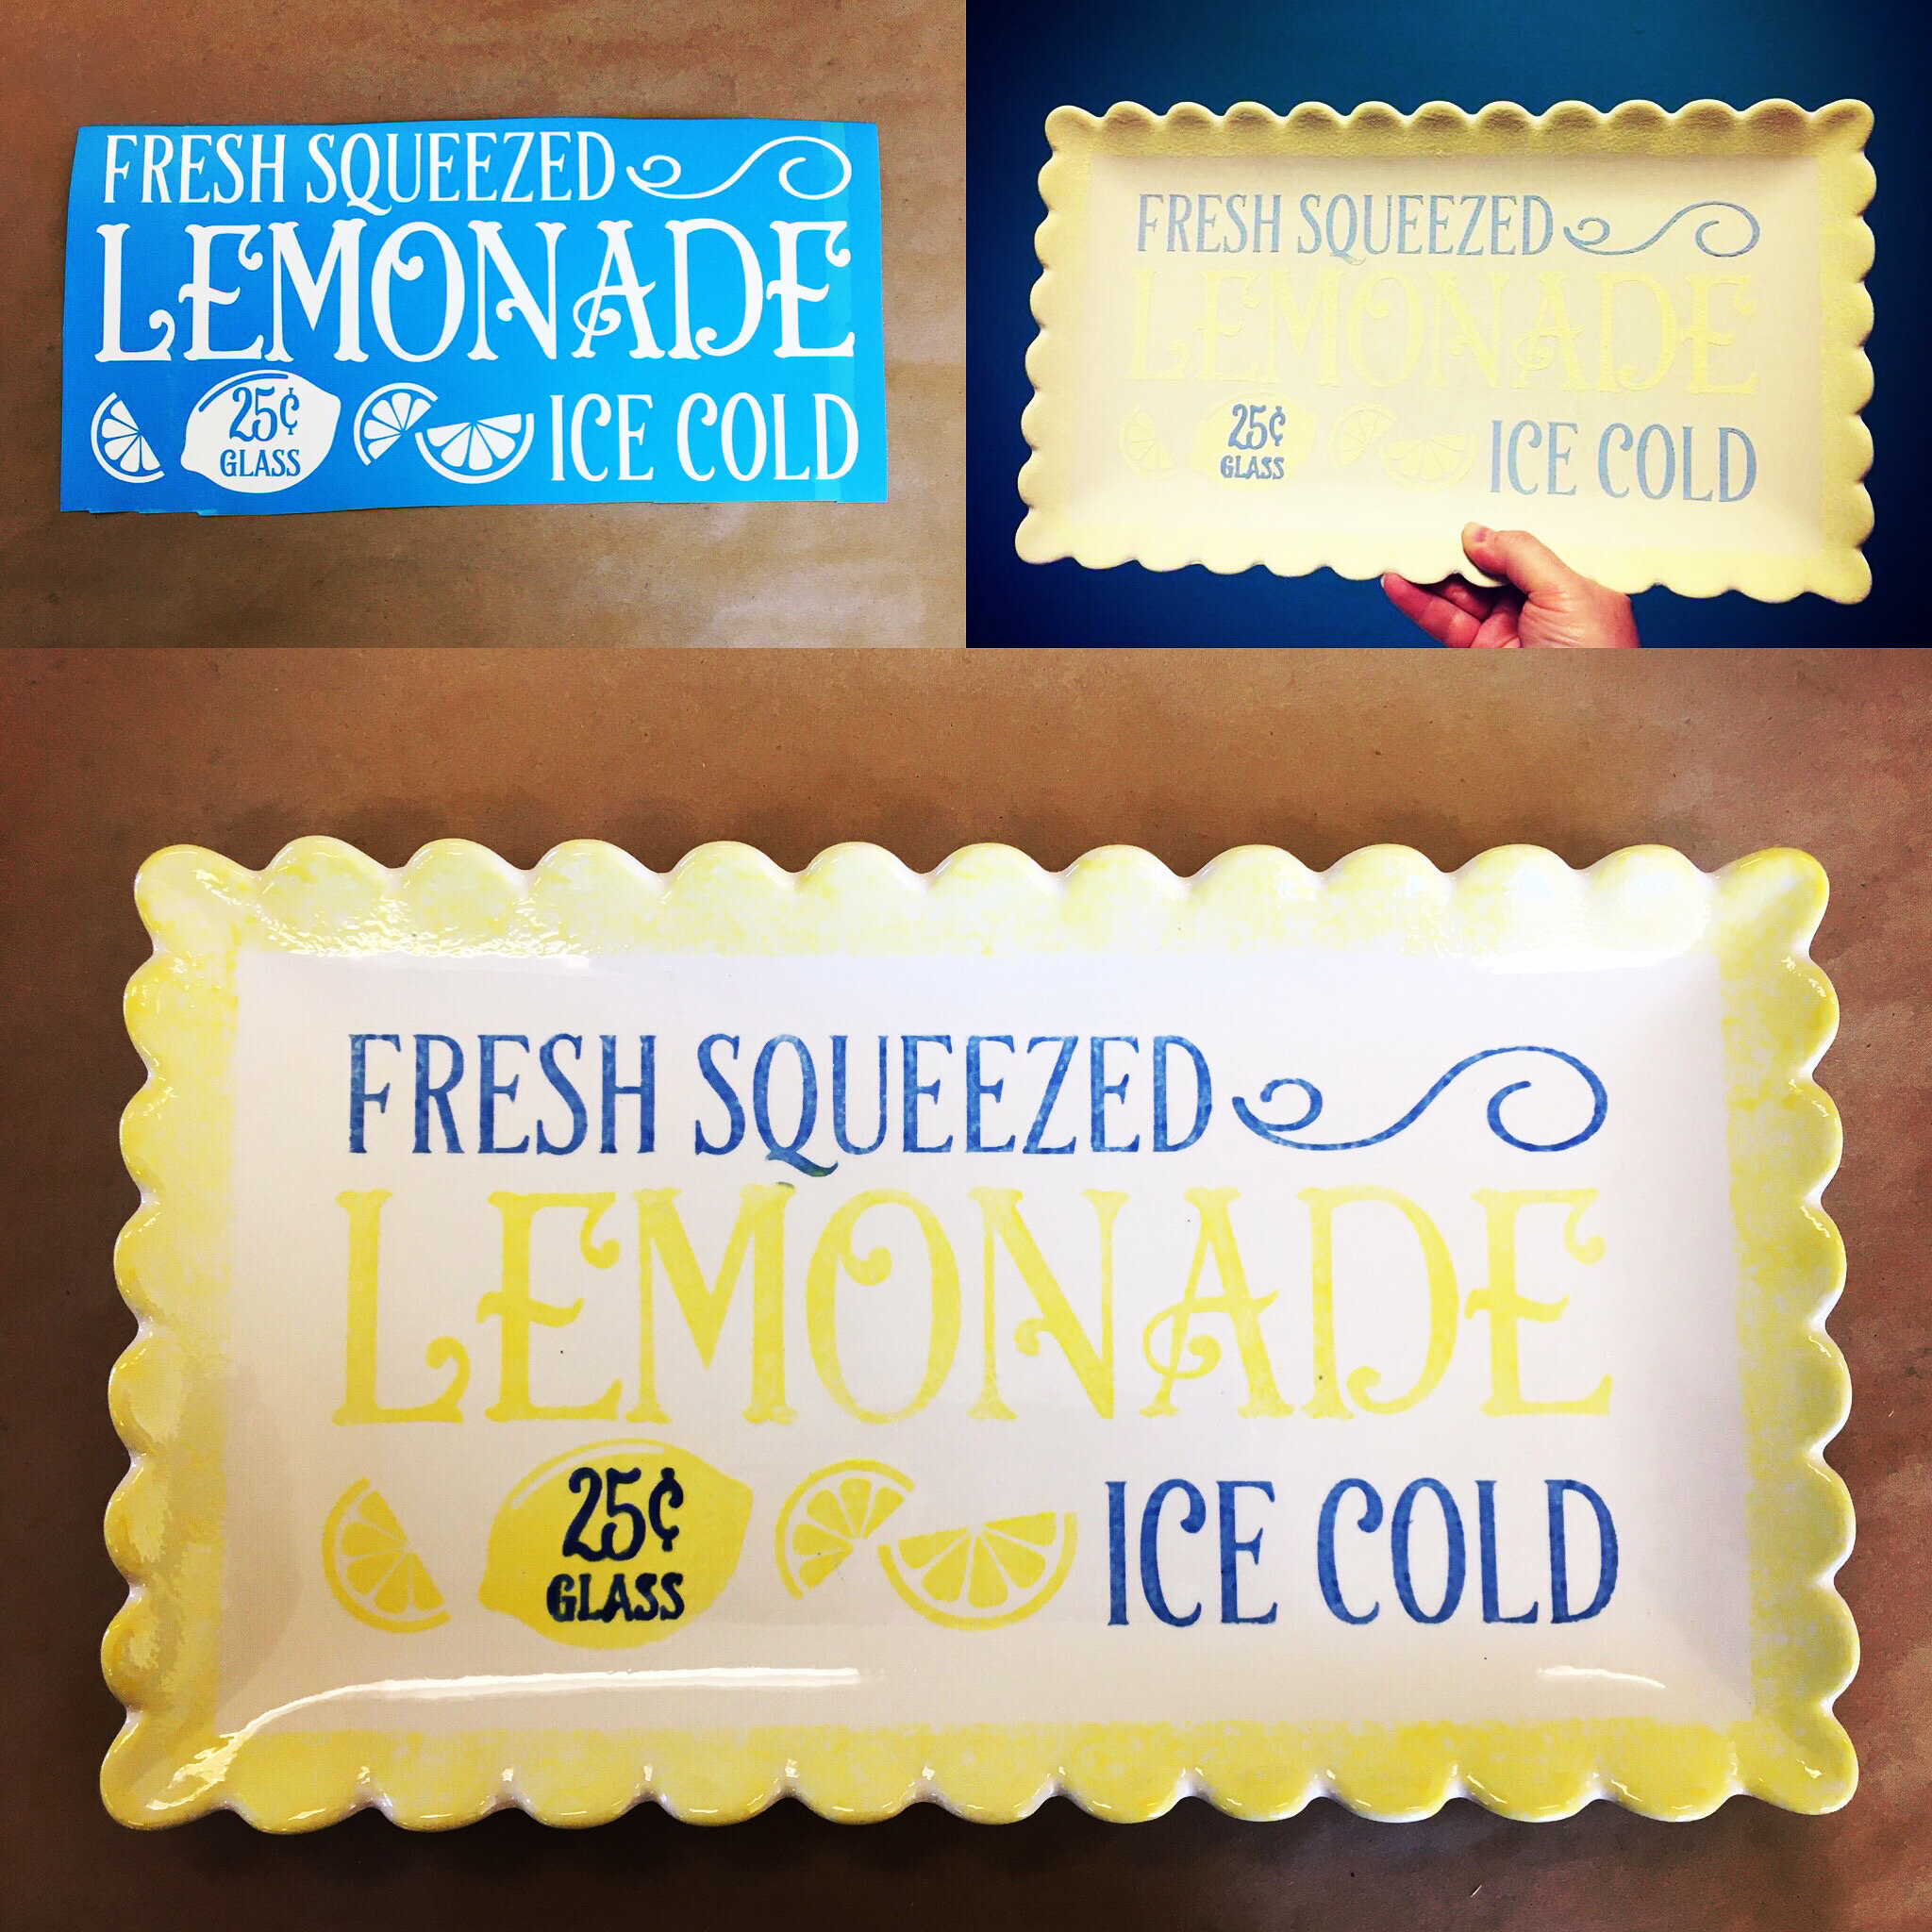 FRESH SQUEEZED
LEMONADE
25¢
GLASS
ICE COLD
FRESH SQUEEZED
LEMONADE
25¢
GLASS
ICE COLD
FRESH SQUEEZED
LEMONADE
25¢
GLASS
ICE COLD